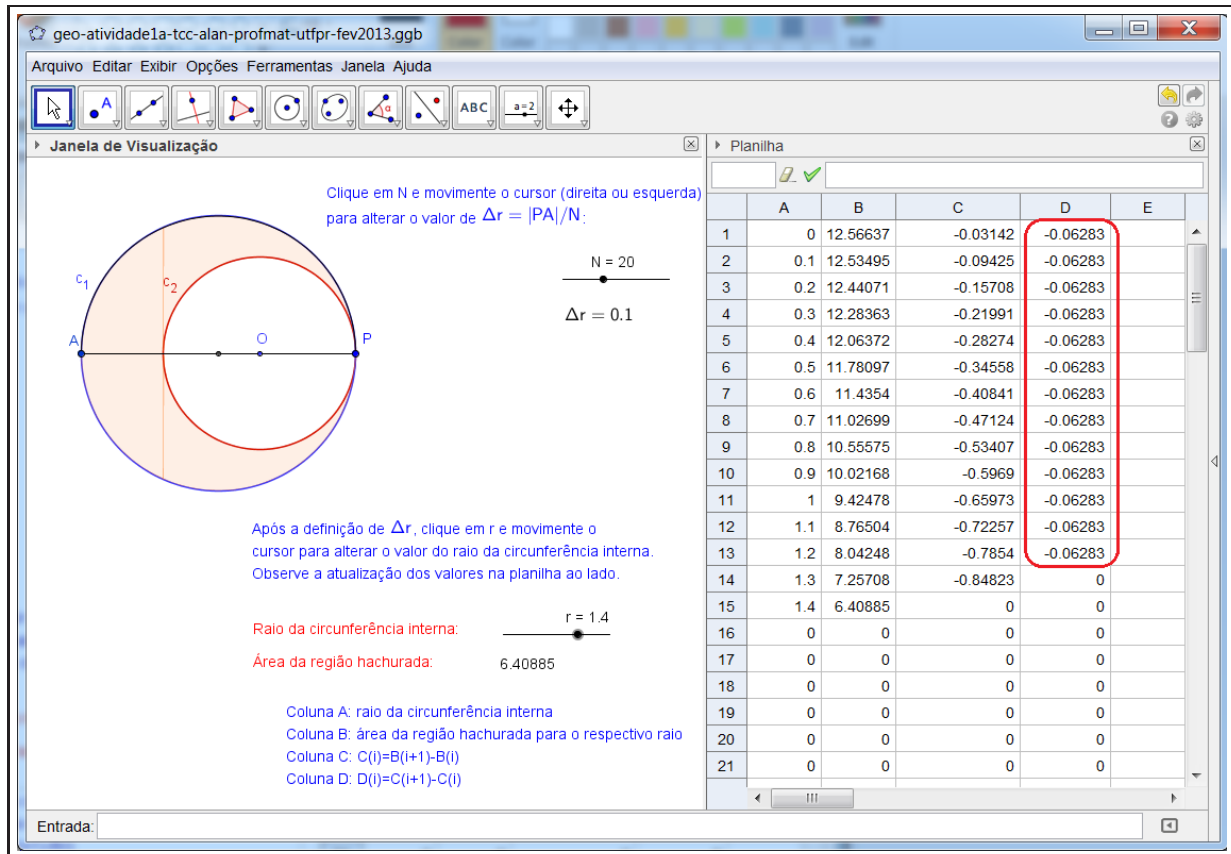 geo-atividade1a-tcc-alan-profmat-utfpr-fev2013.ggb
Arquivo Editar Exibir Opções Ferramentas Janela Ajuda
A
α
ABC
a=2
Janela de Visualização
Clique em N e movimente o cursor (direita ou esquerda)
para alterar o valor de Δr = |PA|/N:
N = 20
Δr = 0.1
c1
c2
A
O
P
Após a definição de Δr, clique em r e movimente o
cursor para alterar o valor do raio da circunferência interna.
Observe a atualização dos valores na planilha ao lado.
r = 1.4
Raio da circunferência interna:
Área da região hachurada: 6.40885
Coluna A: raio da circunferência interna
Coluna B: área da região hachurada para o respectivo raio
Coluna C: C(i)=B(i+1)-B(i)
Coluna D: D(i)=C(i+1)-C(i)
Planilha
A B C D E
1 0 12.56637 -0.03142 -0.06283
2 0.1 12.53495 -0.09425 -0.06283
3 0.2 12.44071 -0.15708 -0.06283
4 0.3 12.28363 -0.21991 -0.06283
5 0.4 12.06372 -0.28274 -0.06283
6 0.5 11.78097 -0.34558 -0.06283
7 0.6 11.4354 -0.40841 -0.06283
8 0.7 11.02699 -0.47124 -0.06283
9 0.8 10.55575 -0.53407 -0.06283
10 0.9 10.02168 -0.5969 -0.06283
11 1 9.42478 -0.65973 -0.06283
12 1.1 8.76504 -0.72257 -0.06283
13 1.2 8.04248 -0.7854 -0.06283
14 1.3 7.25708 -0.84823 0
15 1.4 6.40885 0 0
16 0 0 0 0
17 0 0 0 0
18 0 0 0 0
19 0 0 0 0
20 0 0 0 0
21 0 0 0 0
Entrada: